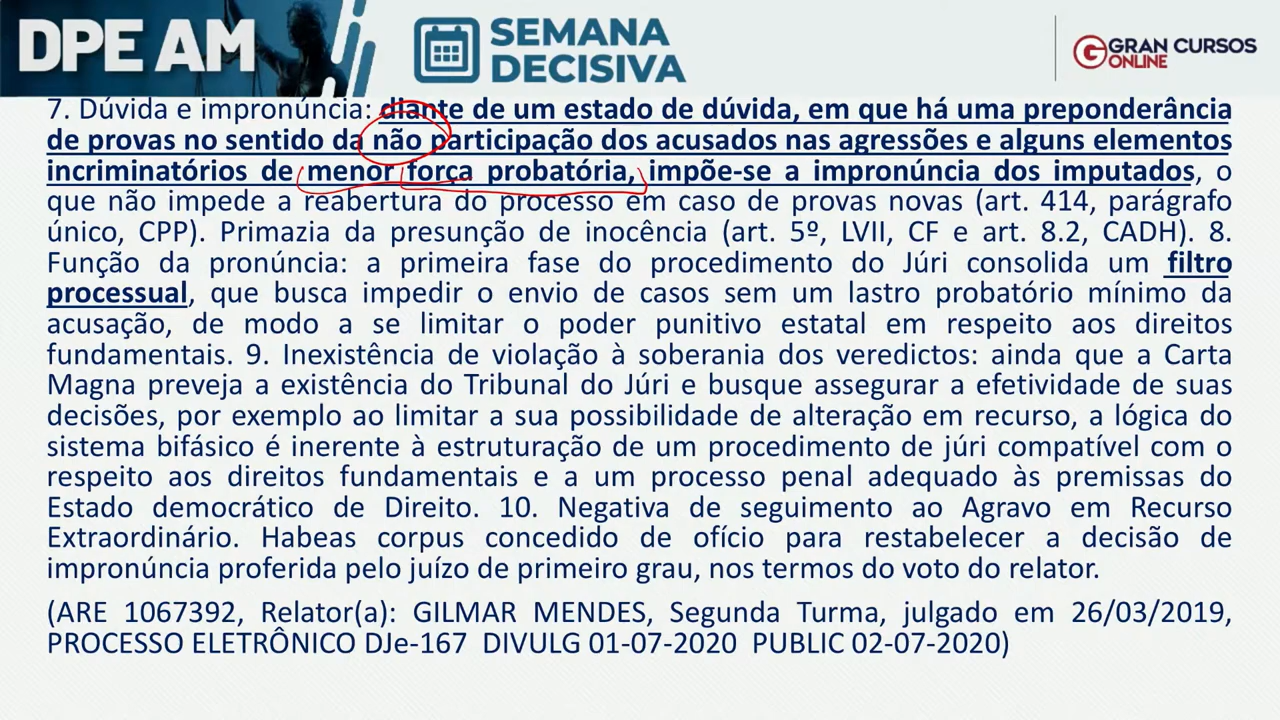 DPE AM
SEMANA
DECISIVA
GRAN CURSOS
ONLINE
7. Dúvida e impronúncia: diante de um estado de dúvida, em que há uma preponderância
de provas no sentido da não participação dos acusados nas agressões e alguns elementos
incriminatórios de menor força probatória, impõe-se a impronúncia dos imputados, o
que não impede a reabertura do processo em caso de provas novas (art. 414, parágrafo
único, CPP). Primazia da presunção de inocência (art. 5º, LVII, CF e art. 8.2, CADH). 8.
Função da pronúncia: a primeira fase do procedimento do Júri consolida um filtro
processual, que busca impedir o envio de casos sem um lastro probatório mínimo da
acusação, de modo a se limitar o poder punitivo estatal em respeito aos direitos
fundamentais. 9. Inexistência de violação à soberania dos veredictos: ainda que a Carta
Magna preveja a existência do Tribunal do Júri e busque assegurar a efetividade de suas
decisões, por exemplo ao limitar a sua possibilidade de alteração em recurso, a lógica do
sistema bifásico é inerente à estruturação de um procedimento de júri compatível com o
respeito aos direitos fundamentais e a um processo penal adequado às premissas do
Estado democrático de Direito. 10. Negativa de seguimento ao Agravo em Recurso
Extraordinário. Habeas corpus concedido de ofício para restabelecer a decisão de
impronúncia proferida pelo juízo de primeiro grau, nos termos do voto do relator.
(ARE 1067392, Relator(a): GILMAR MENDES, Segunda Turma, julgado em 26/03/2019,
PROCESSO ELETRÔNICO DJe-167 DIVULG 01-07-2020 PUBLIC 02-07-2020)